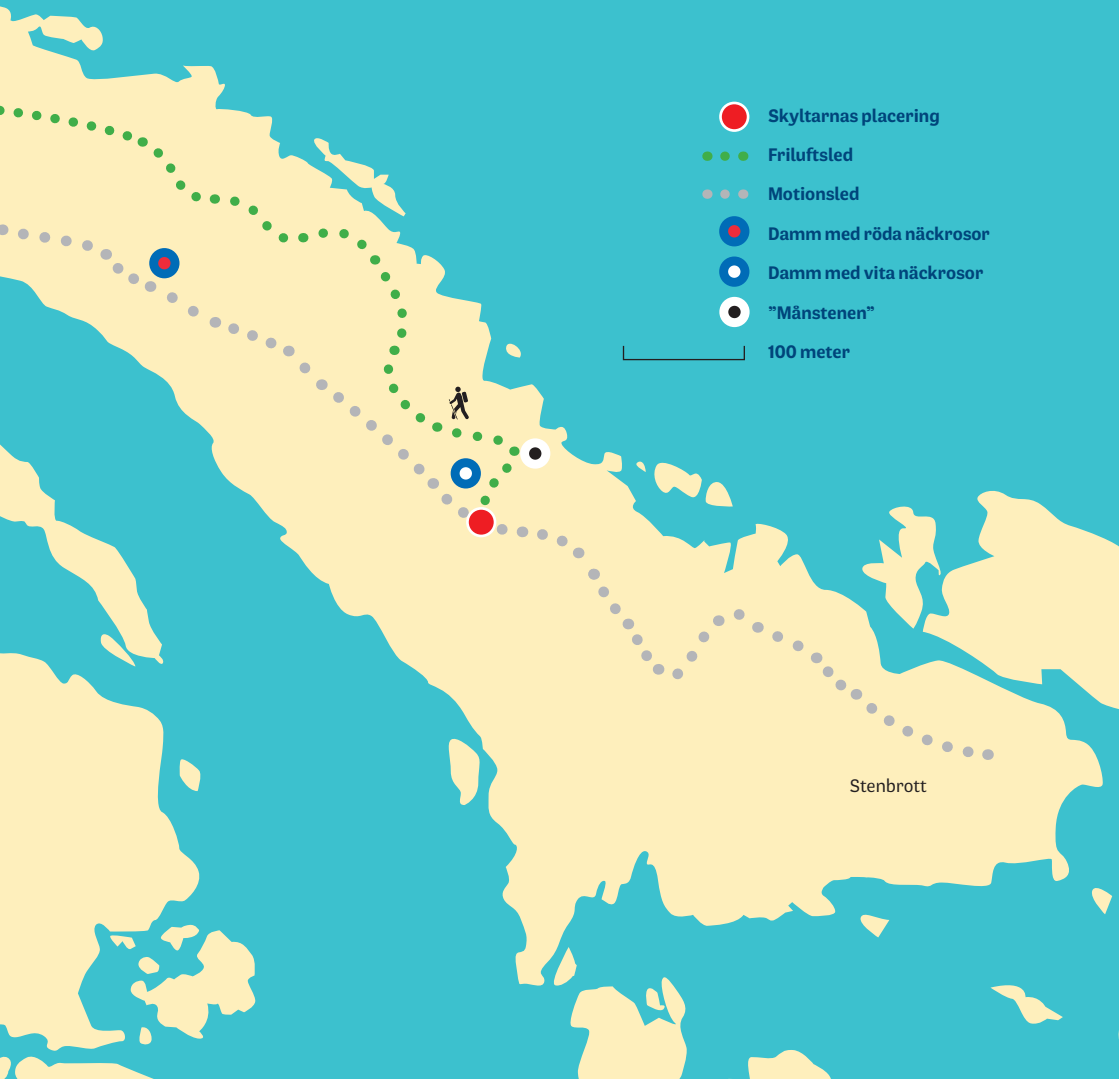 Skyltarnas placering
Friluftsled
Motionsled
Damm med röda näckrosor
Damm med vita näckrosor
”Månstenen”
100 meter
Stenbrott